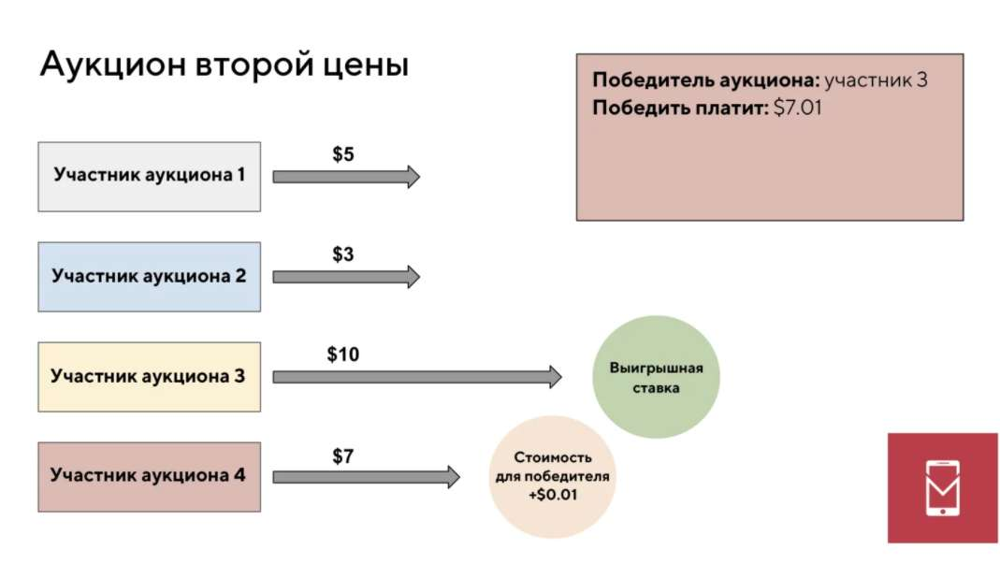 Аукцион второй цены
Победитель аукциона: участник 3
Победить платит: $7.01
Участник аукциона 1
$5
Участник аукциона 2
$3
Участник аукциона 3
$10
Выигрышная
ставка
Участник аукциона 4
$7
Стоимость
для победителя
+$0.01